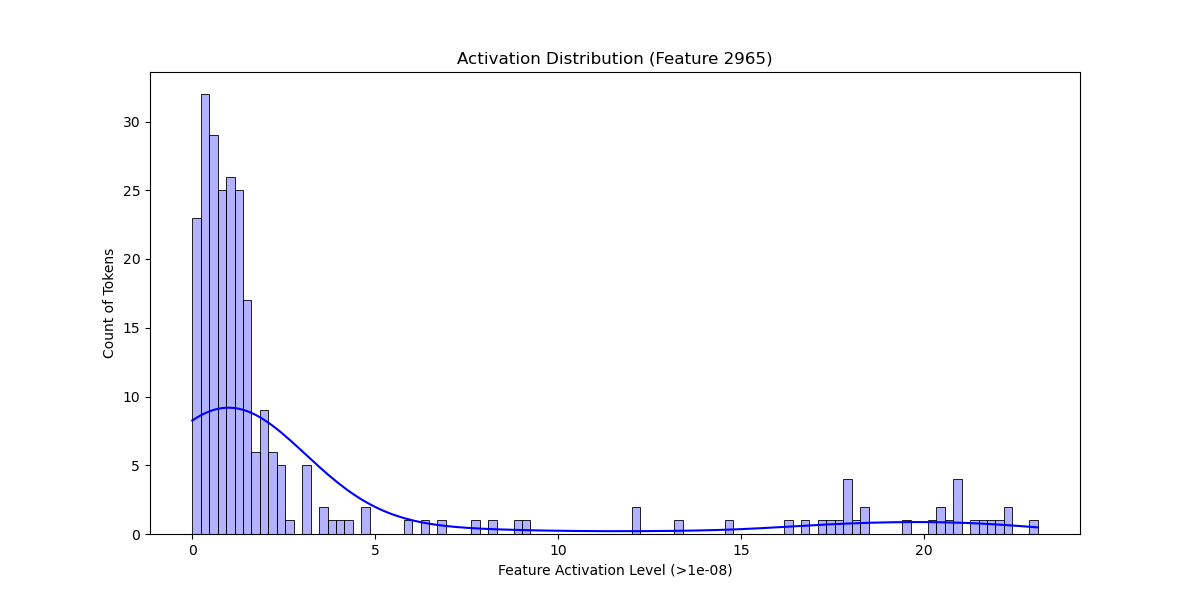 Activation Distribution (Feature 2965)
Count of Tokens
30
25
20
15
10
5
0
0 5 10 15 20
Feature Activation Level (>1e-08)